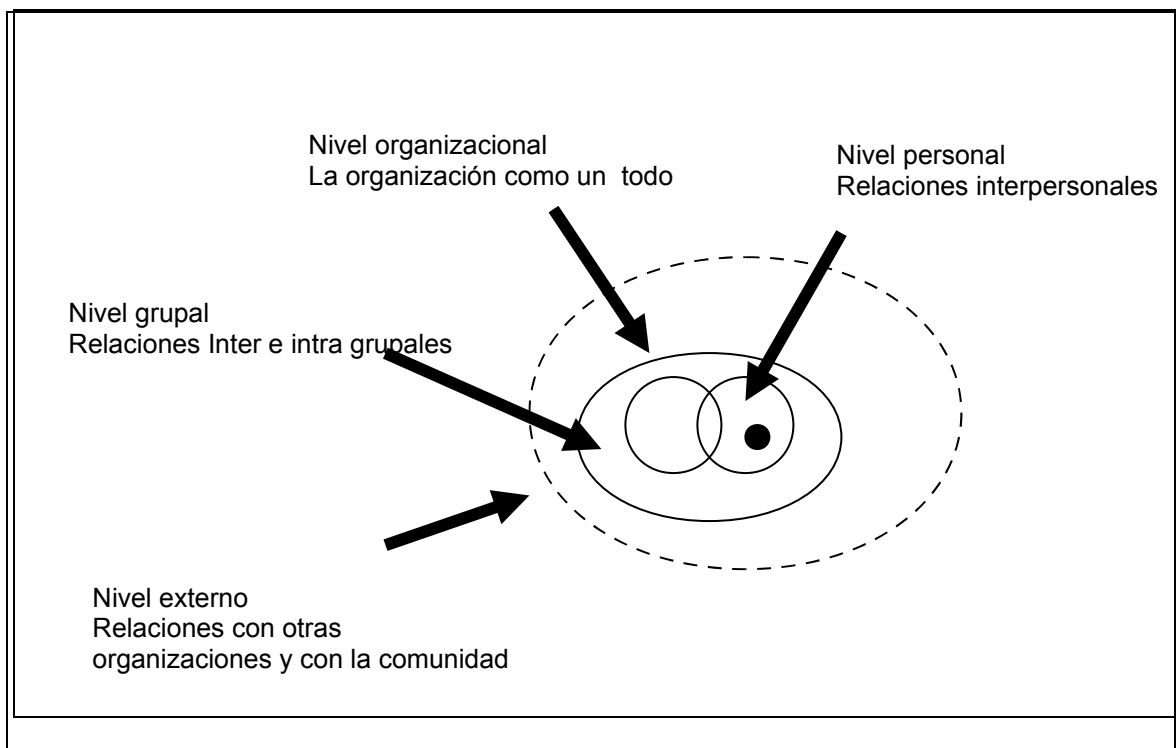 Nivel organizacional
La organización como un  todo
Nivel personal
Relaciones interpersonales
Nivel grupal
Relaciones Inter e intra grupales
Nivel externo
Relaciones con otras
organizaciones y con la comunidad